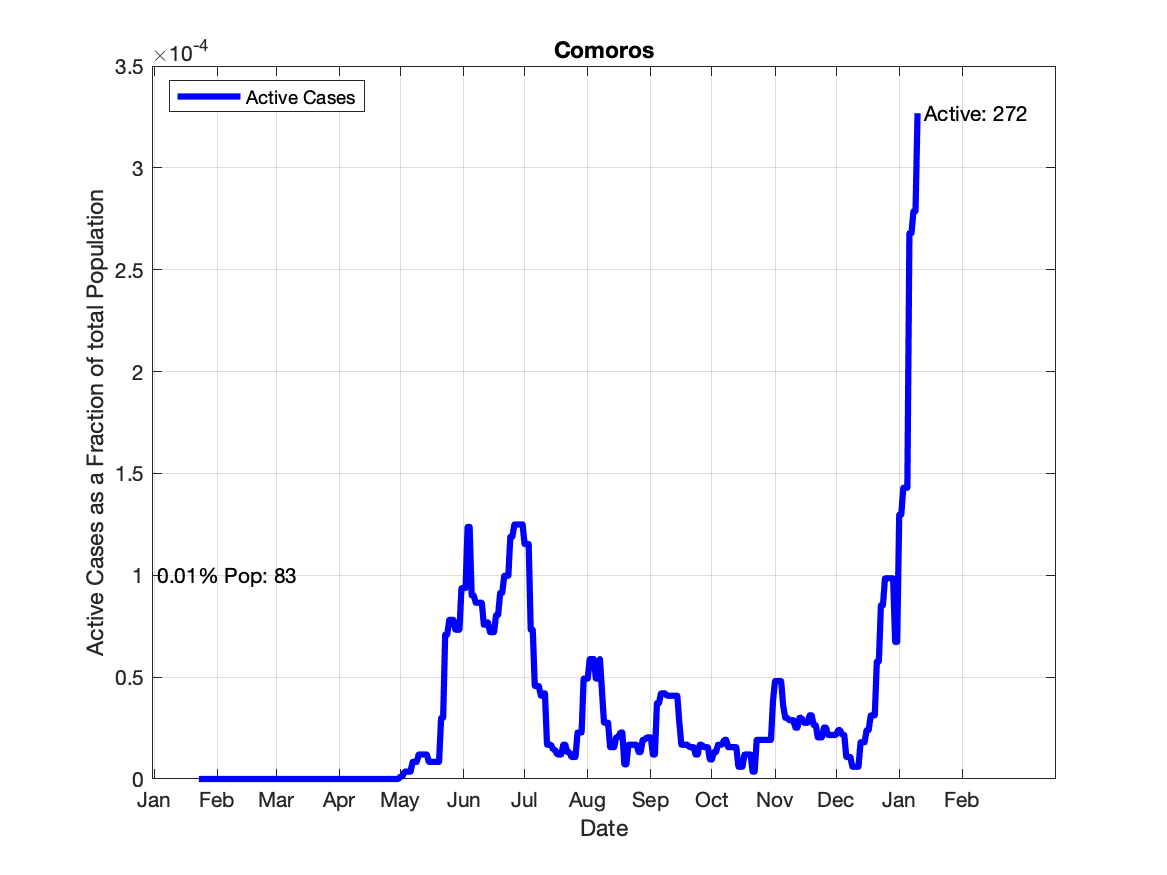 Comoros
×10-4
3.5
3
2.5
2
1.5
1
0.5
0
Active Cases
Active: 272
0.01% Pop: 83
Active Cases as a Fraction of total Population
Jan Feb Mar Apr May Jun Jul Aug Sep Oct Nov Dec Jan Feb
Date